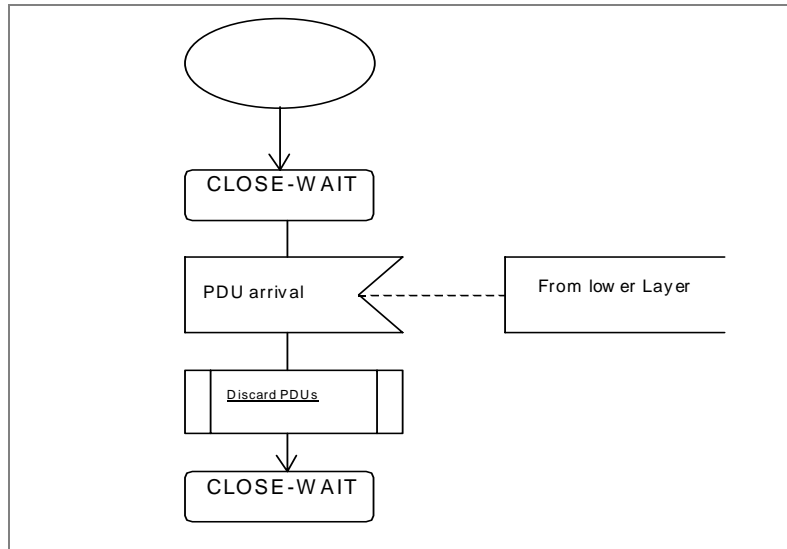 CLOSE-WAIT
PDU arrival
From lower Layer
Discard PDUs
CLOSE-WAIT